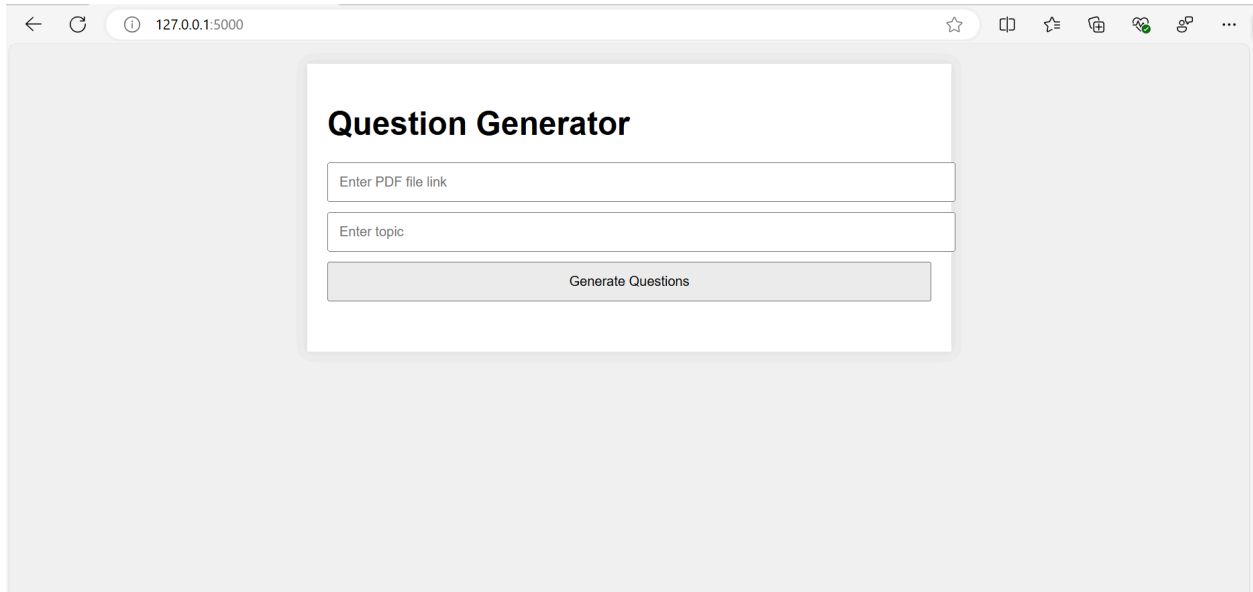 127.0.0.1:5000
Question Generator
Enter PDF file link
Enter topic
Generate Questions